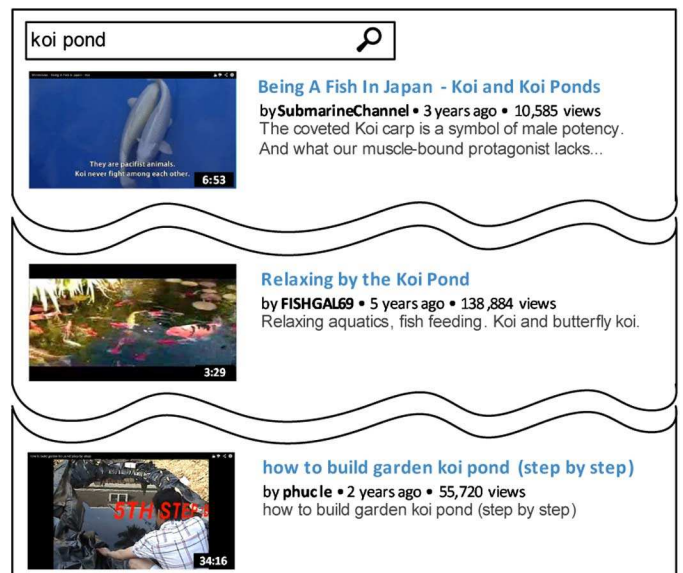 koi pond
Being A Fish In Japan - Koi and Koi Ponds
by SubmarineChannel • 3 years ago • 10,585 views
The coveted Koi carp is a symbol of male potency.
And what our muscle-bound protagonist lacks...
They are pacifist animals.
Koi never fight among each other.
6:53
Relaxing by the Koi Pond
by FISHGAL69 • 5 years ago • 138,884 views
Relaxing aquatics, fish feeding. Koi and butterfly koi.
3:29
how to build garden koi pond (step by step)
by phucle • 2 years ago • 55,720 views
how to build garden koi pond (step by step)
5TH STEP
34:16